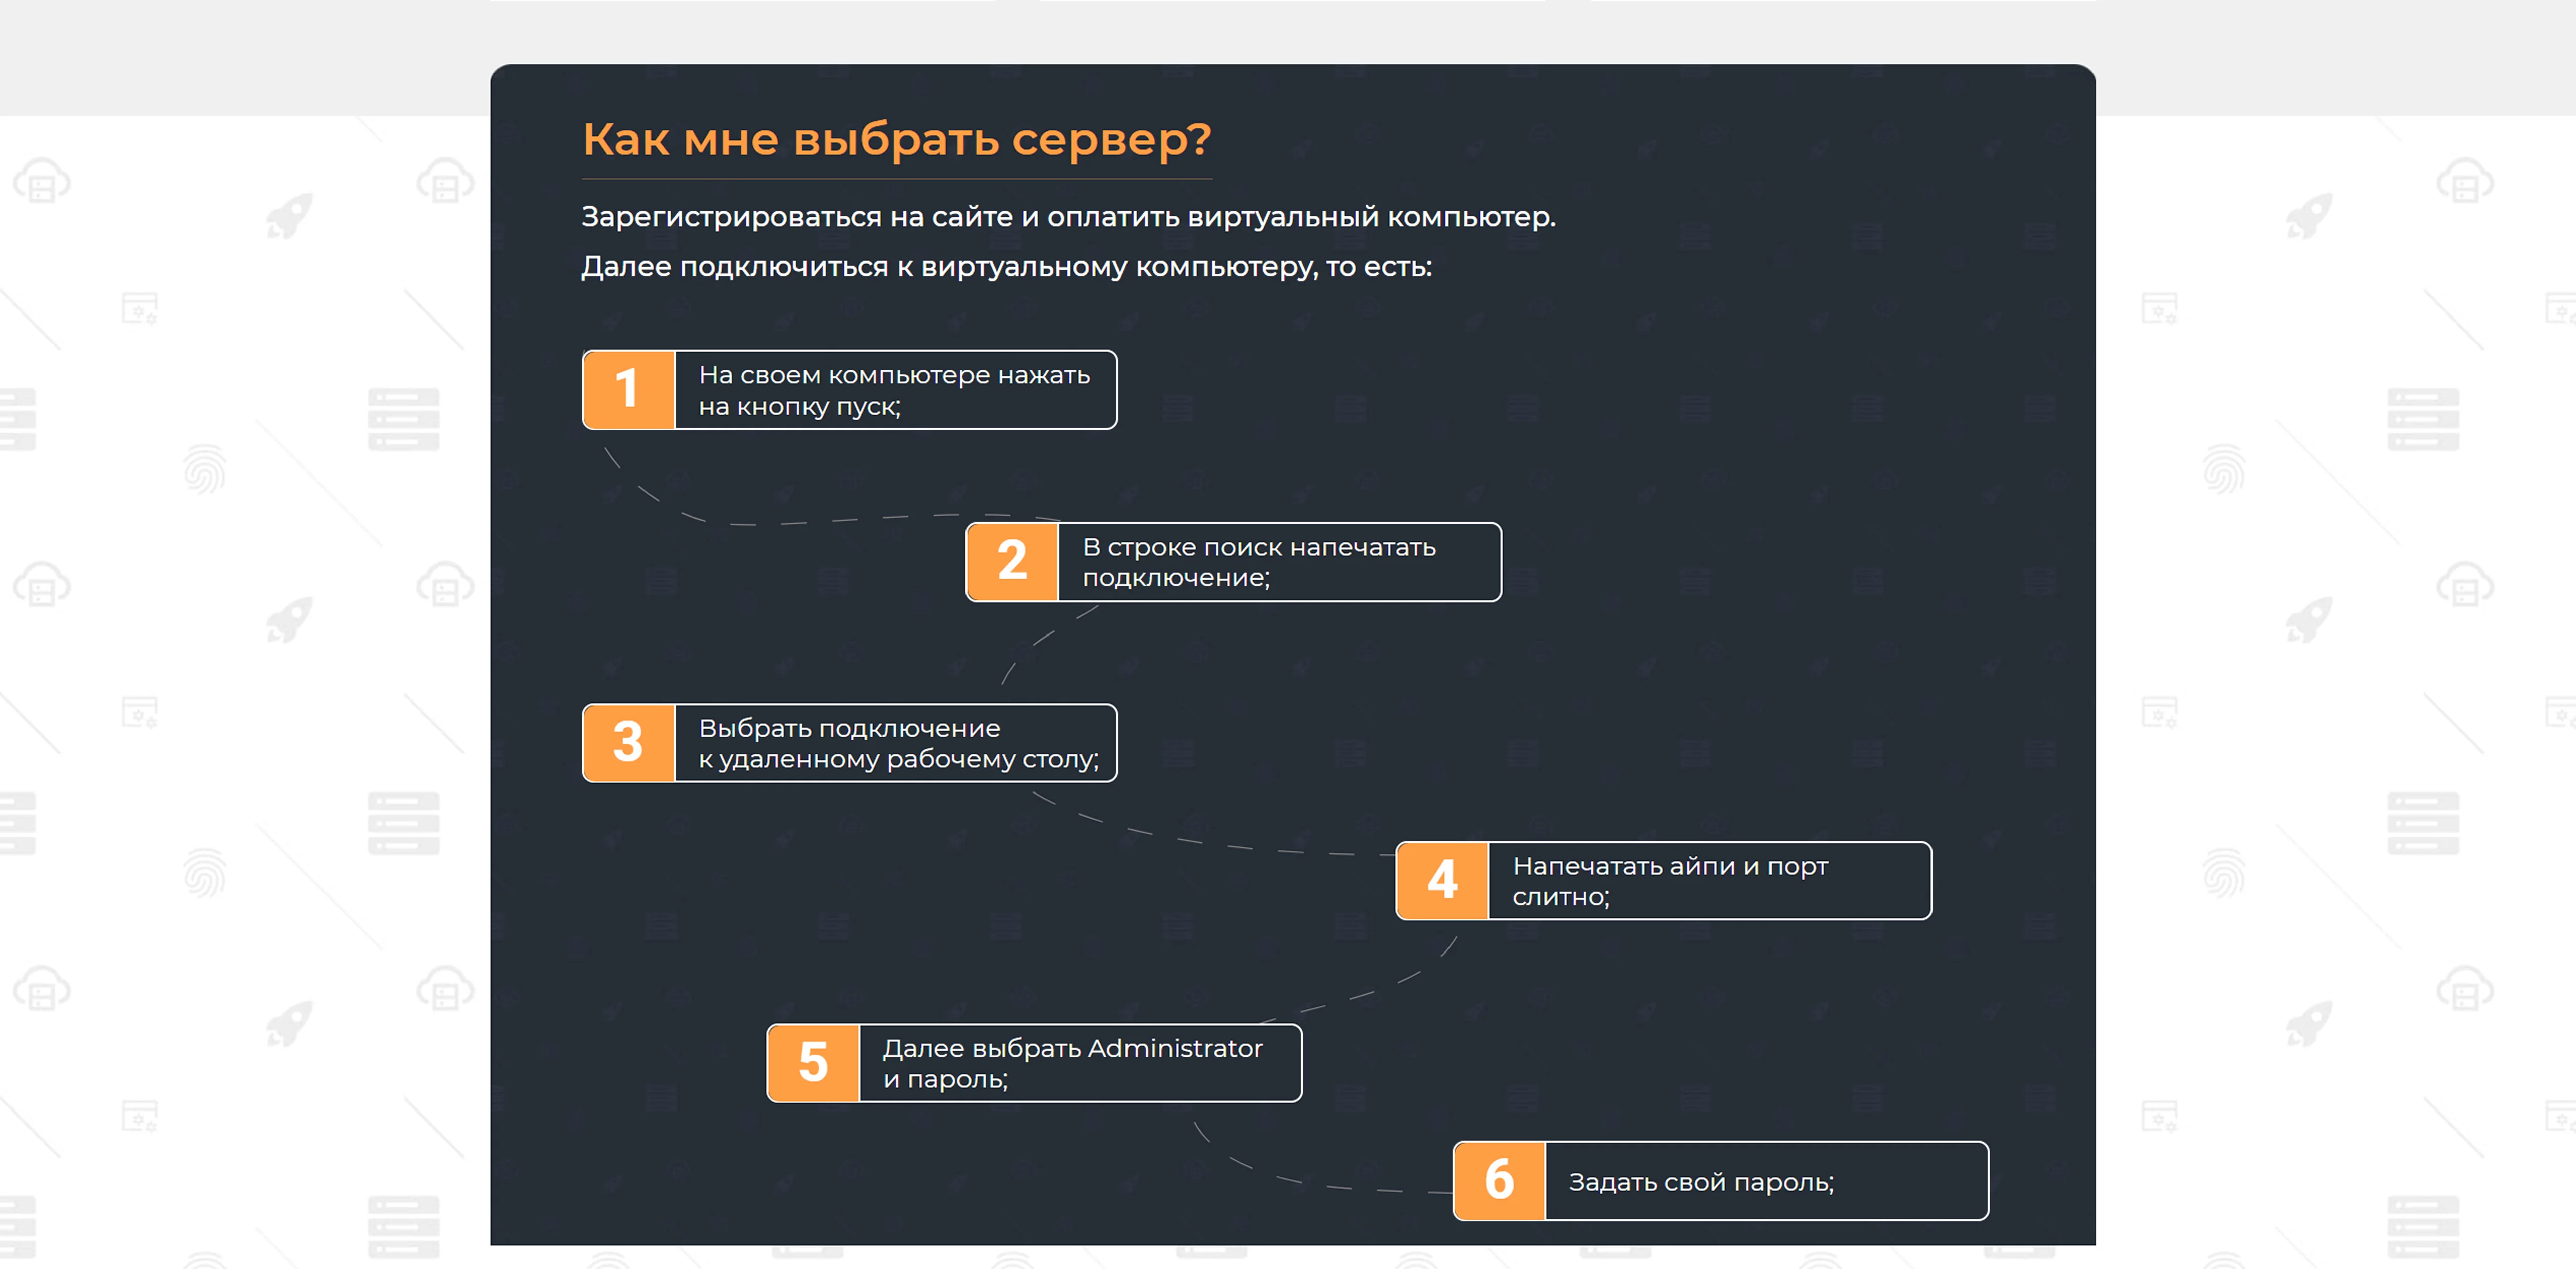 Как мне выбрать сервер?
Зарегистрироваться на сайте и оплатить виртуальный компьютер.
Далее подключиться к виртуальному компьютеру, то есть:
1
На своем компьютере нажать
на кнопку пуск;
2
В строке поиск напечатать
подключение;
3
Выбрать подключение
к удаленному рабочему столу;
4
Напечатать айпи и порт
слитно;
5
Далее выбрать Administrator
и пароль;
6
Задать свой пароль;